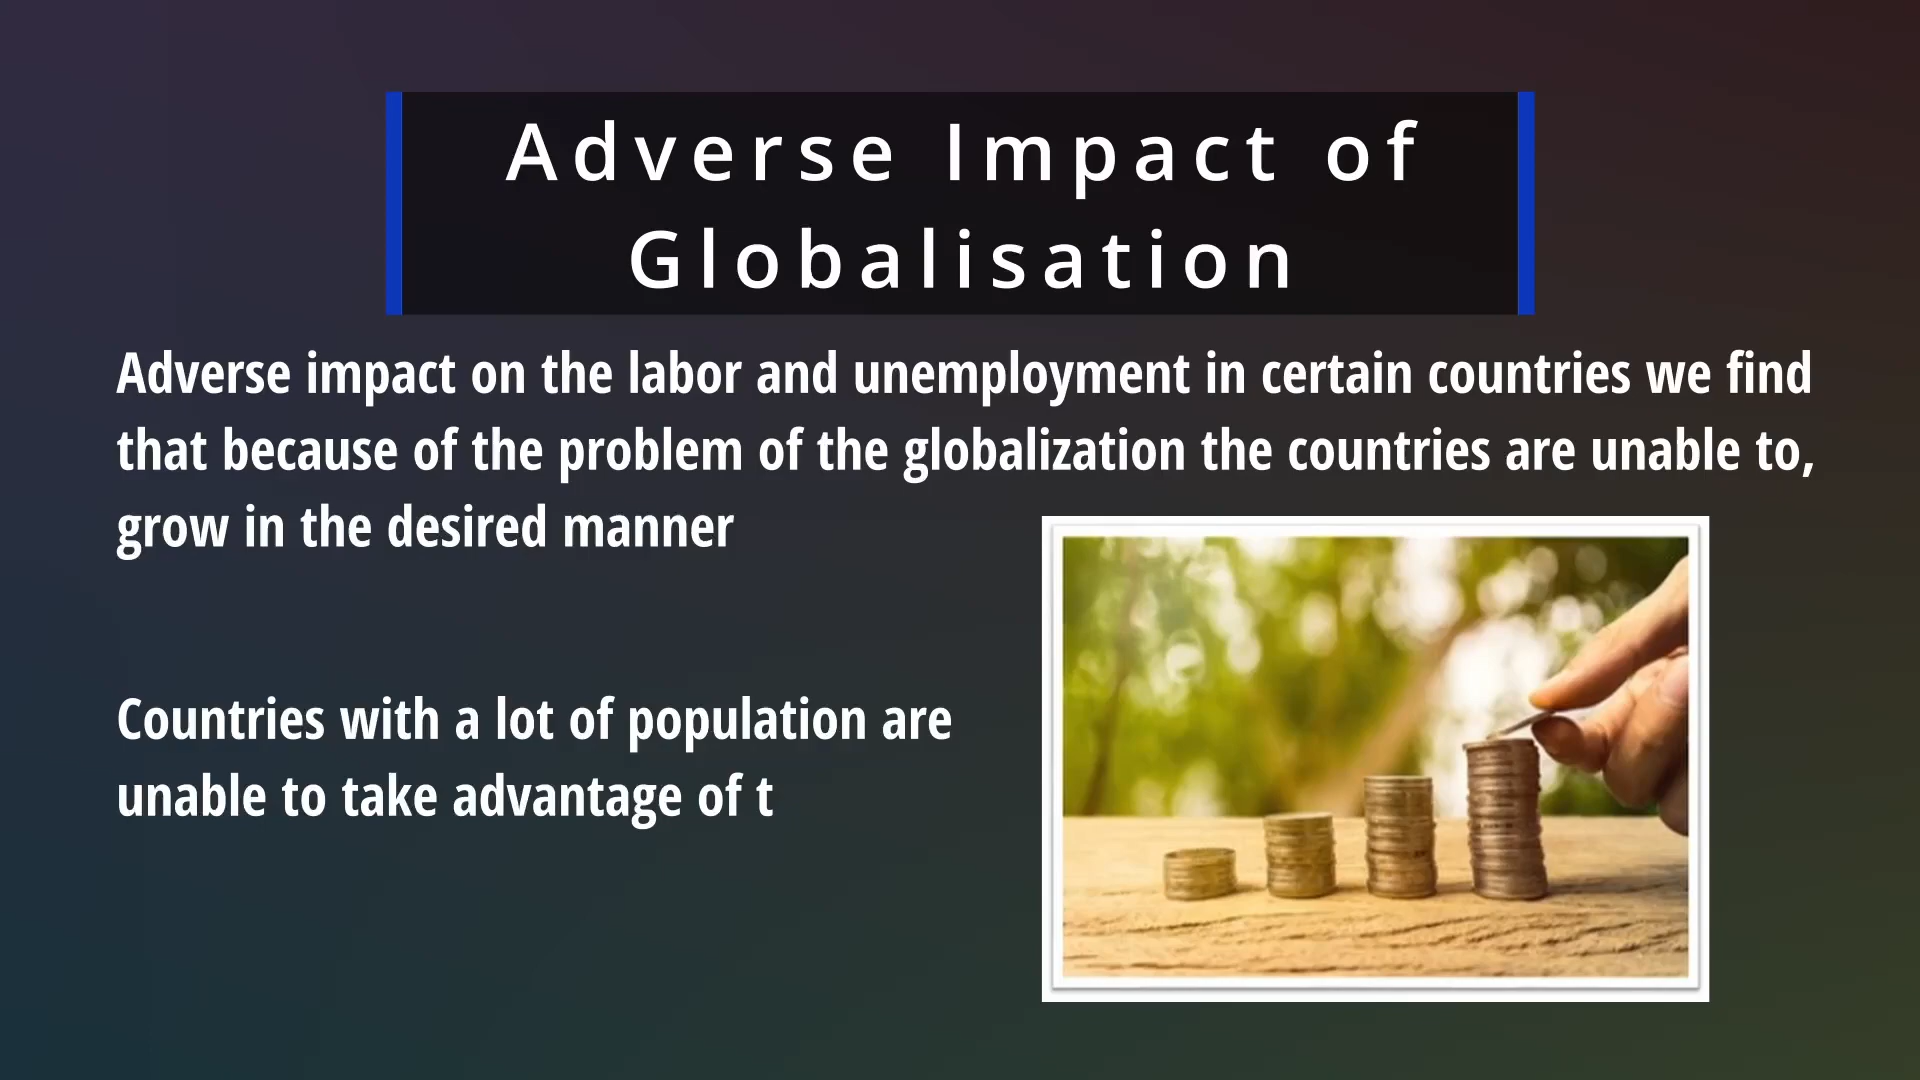 Adverse Impact of
Globalisation
Adverse impact on the labor and unemployment in certain countries we find
that because of the problem of the globalization the countries are unable to,
grow in the desired manner
Countries with a lot of population are
unable to take advantage of t